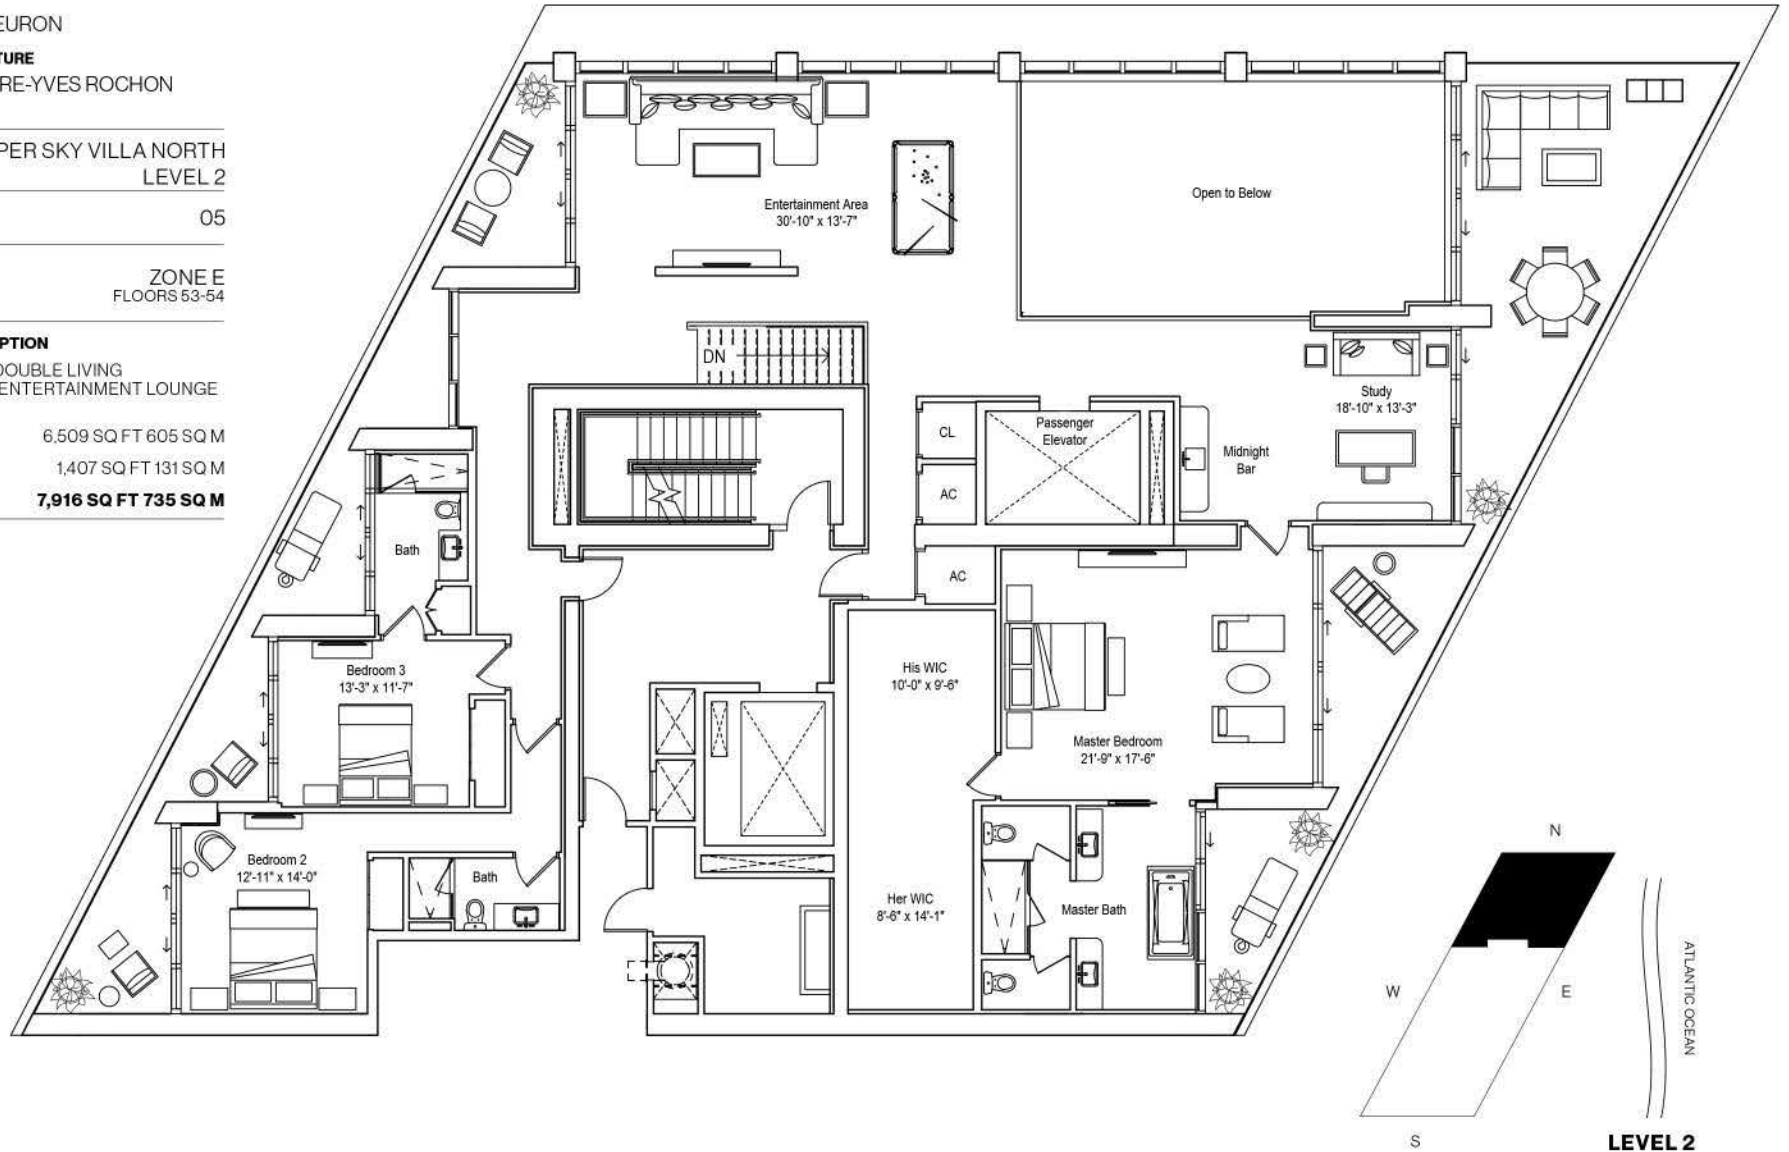 EURON
TURE
RE-YVES ROCHON
PER SKY VILLA NORTH
LEVEL 2
05
ZONE E
FLOORS 53-54
PTION
DOUBLE LIVING
ENTERTAINMENT LOUNGE
6,509 SQ FT 605 SQ M
1,407 SQ FT 131 SQ M
7,916 SQ FT 735 SQ M
Entertainment Area
30'-10" x 13'-7"
Open to Below
DN
Study
18'-10" x 13'-3"
CL
Passenger
Elevator
Midnight
Bar
AC
Bath
AC
His WIC
10'-0" x 9'-6"
Bedroom 3
13'-3" x 11'-7"
Master Bedroom
21'-9" x 17'-6"
Bedroom 2
12'-11" x 14'-0"
Bath
Her WIC
8'-6" x 14'-1"
Master Bath
N
W
E
S
ATLANTIC OCEAN
LEVEL 2